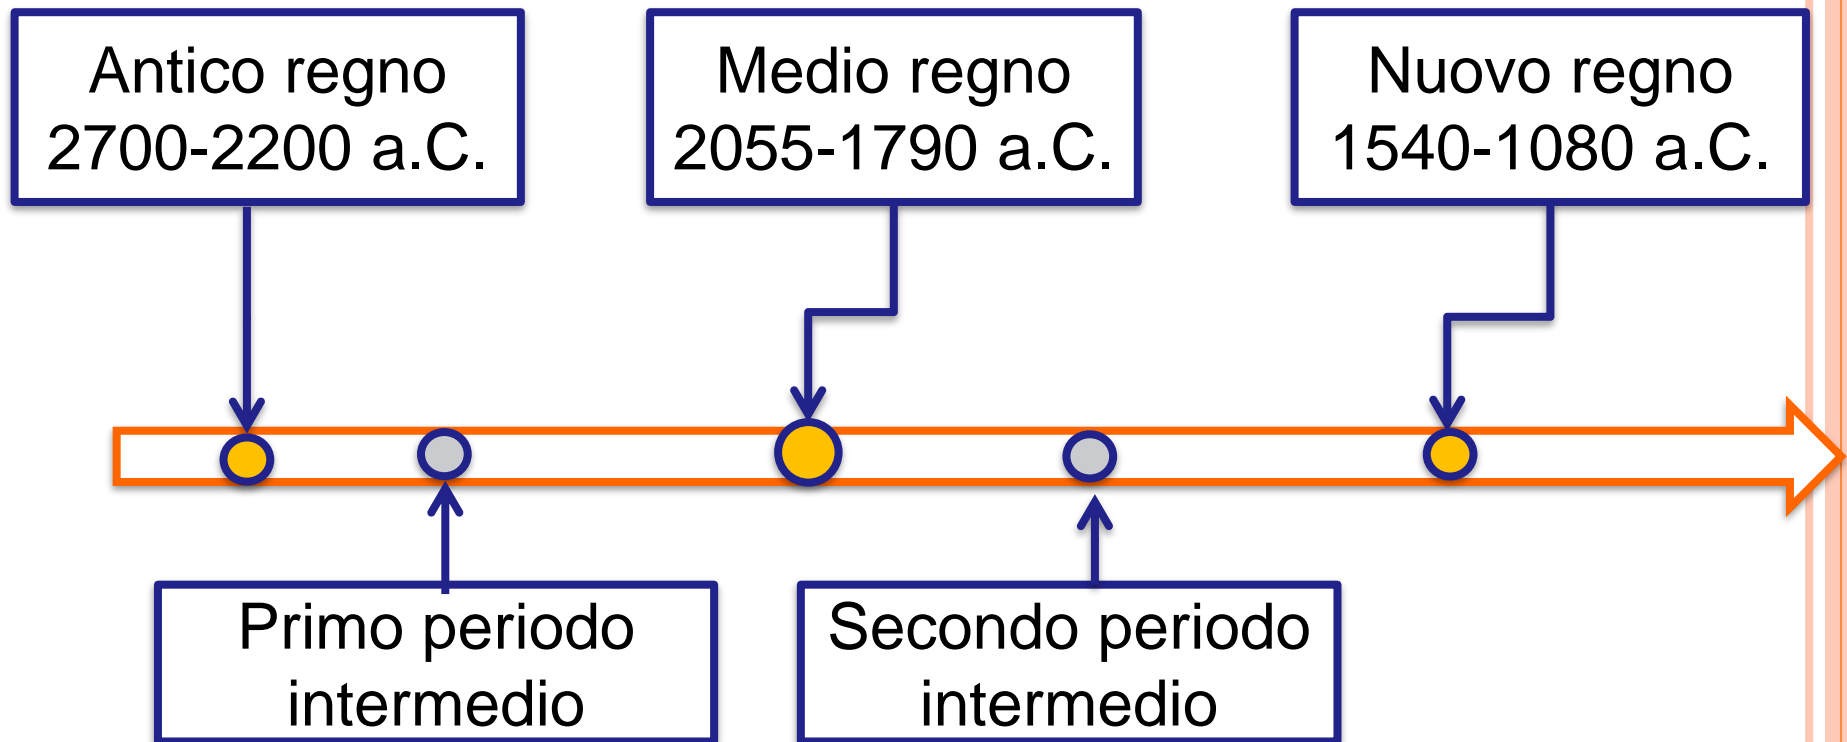 Antico regno
2700-2200 a.C.
Medio regno
2055-1790 a.C.
Nuovo regno
1540-1080 a.C.
Primo periodo
intermedio
Secondo periodo
intermedio